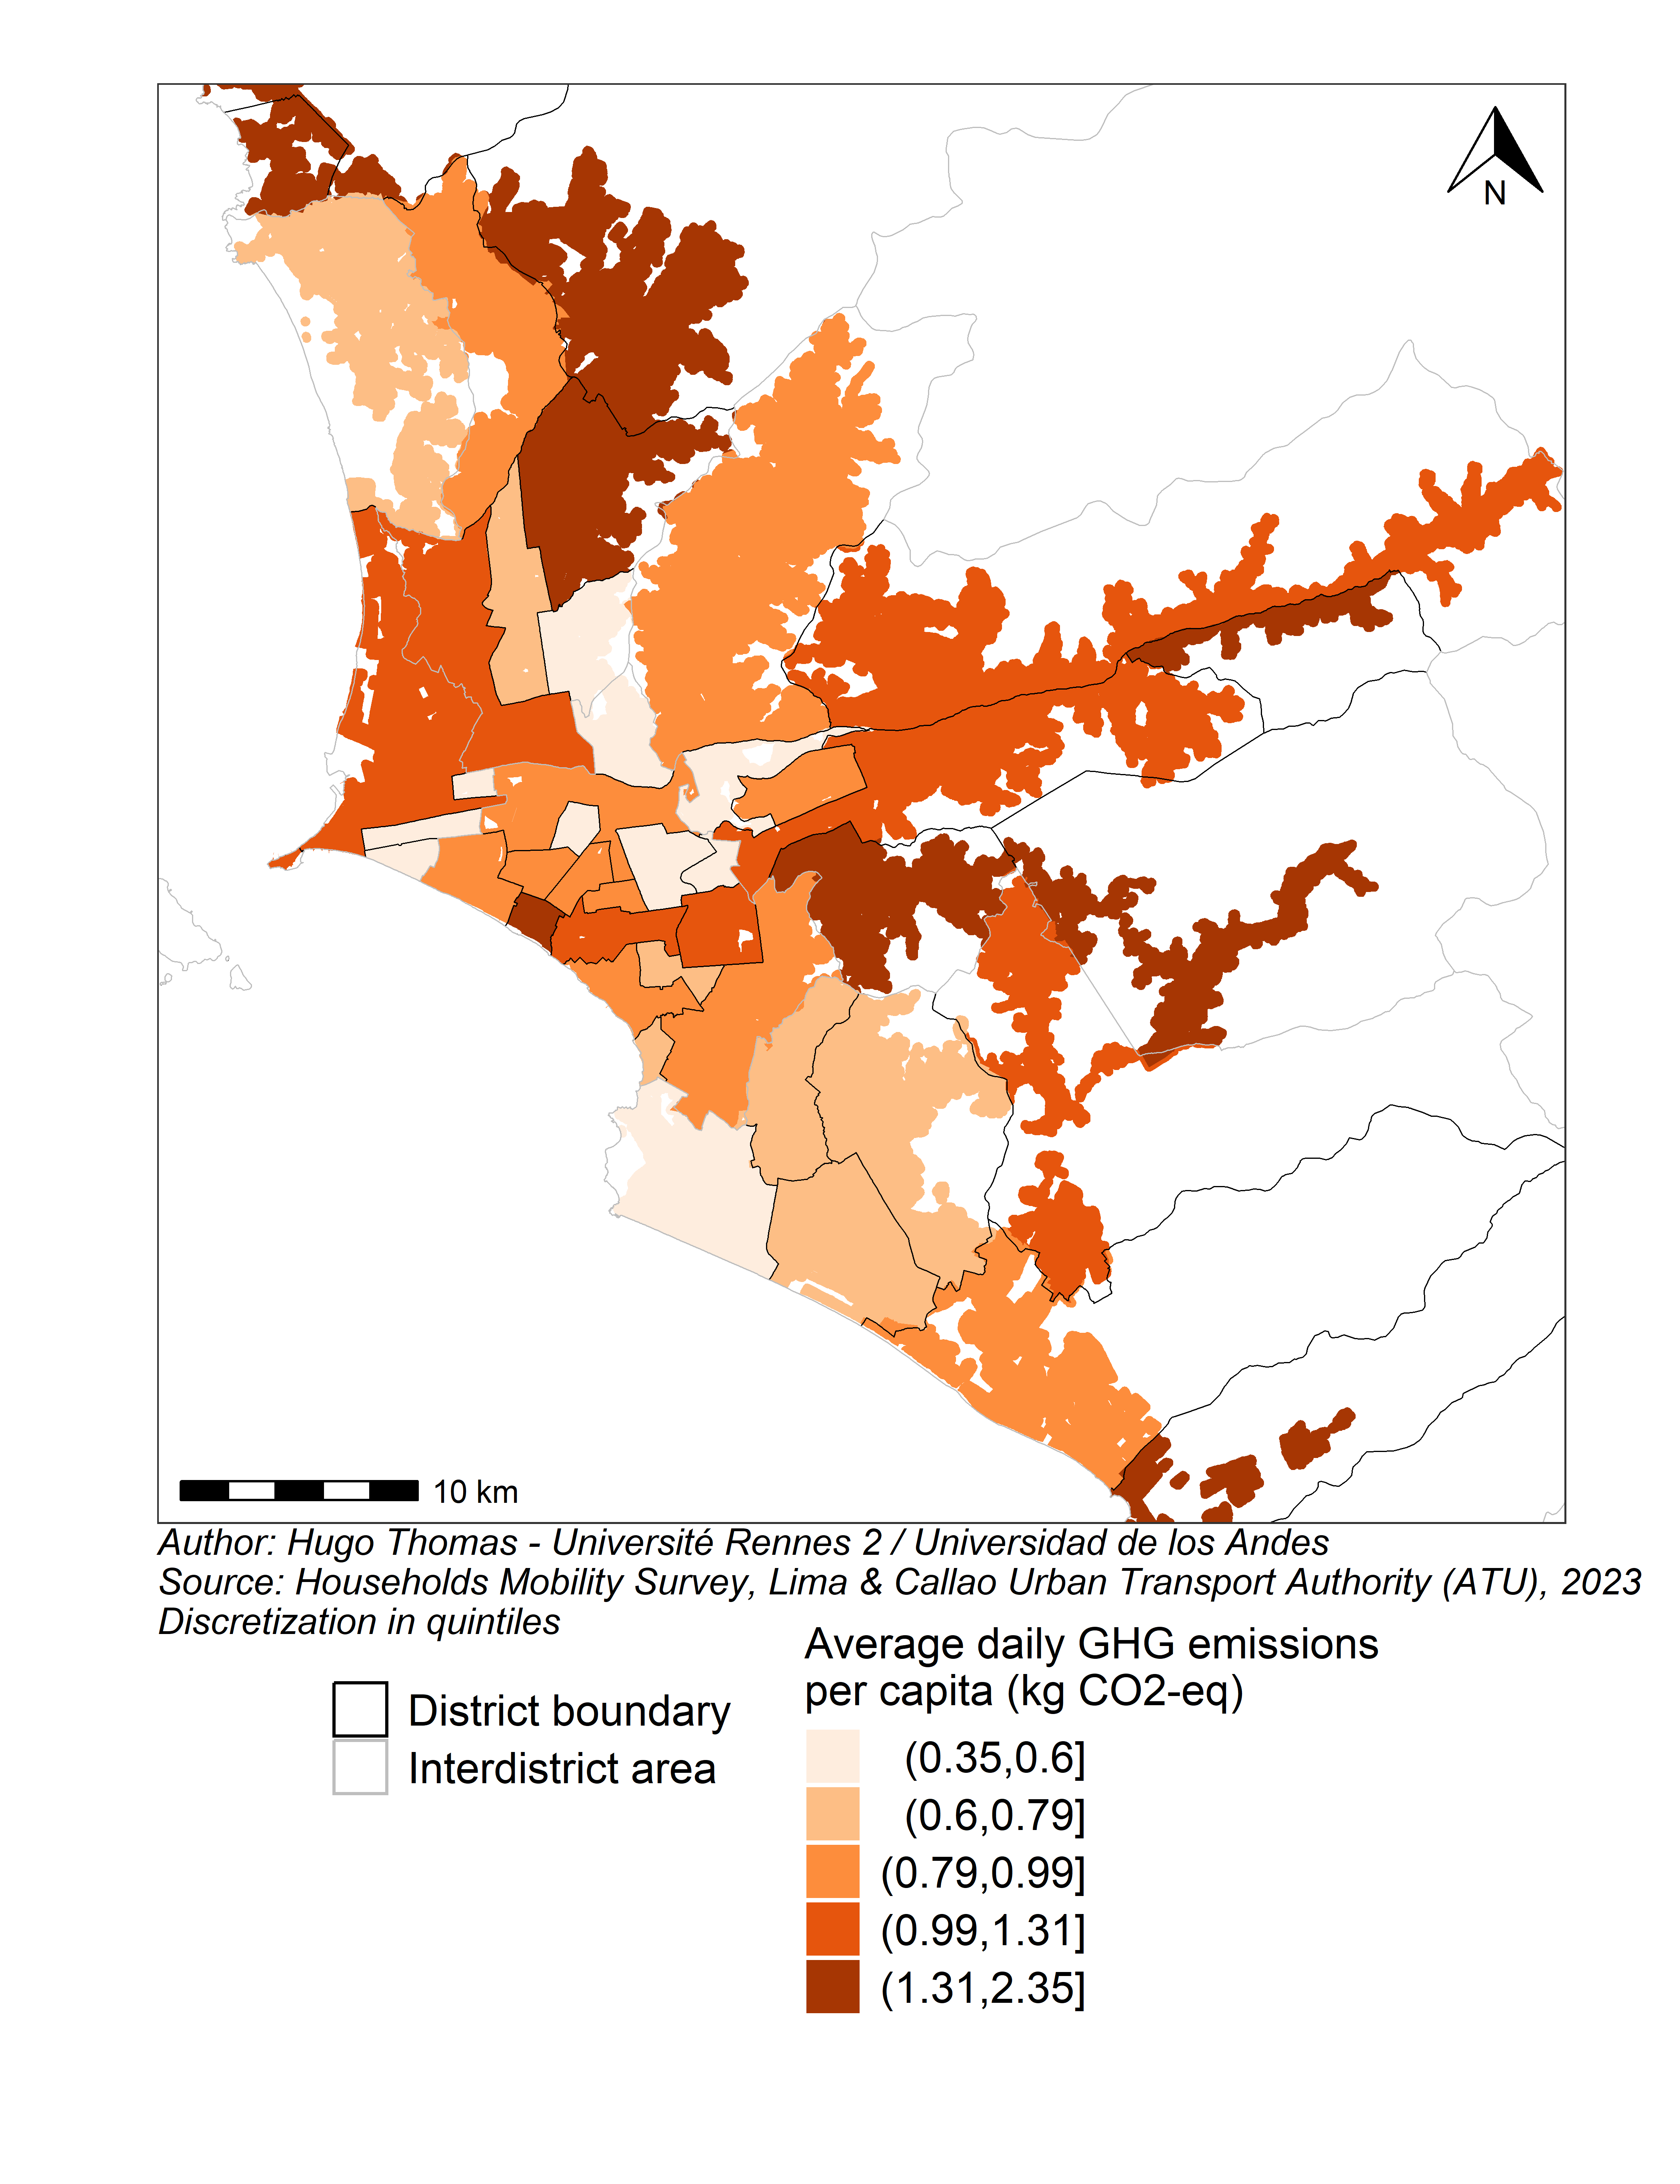 N
10 km
Author: Hugo Thomas - Université Rennes 2 / Universidad de los Andes
Source: Households Mobility Survey, Lima & Callao Urban Transport Authority (ATU), 2023
Discretization in quintiles
District boundary
Interdistrict area
Average daily GHG emissions
per capita (kg CO2-eq)
(0.35,0.6]
(0.6,0.79]
(0.79,0.99]
(0.99,1.31]
(1.31,2.35]